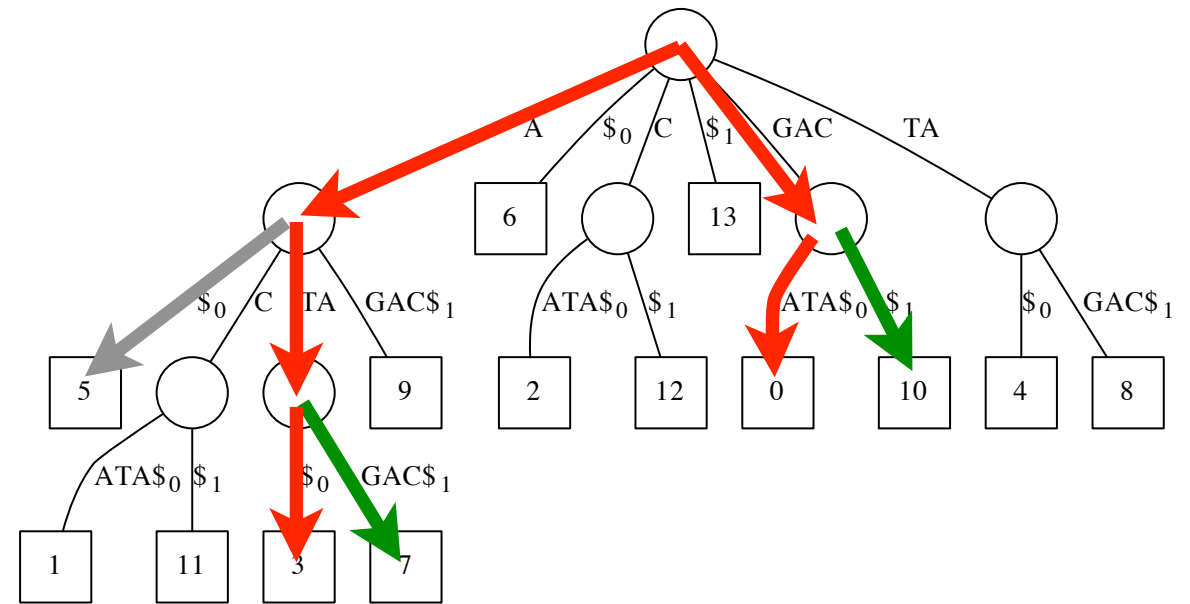 A $0 C $1 GAC TA
6 13
$0 C TA GAC$1 ATA$0 $1 ATA$0 $1 $0 GAC$1
5 9 2 12 0 10 4 8
ATA$0 $1 $0 GAC$1
1 11 3 7